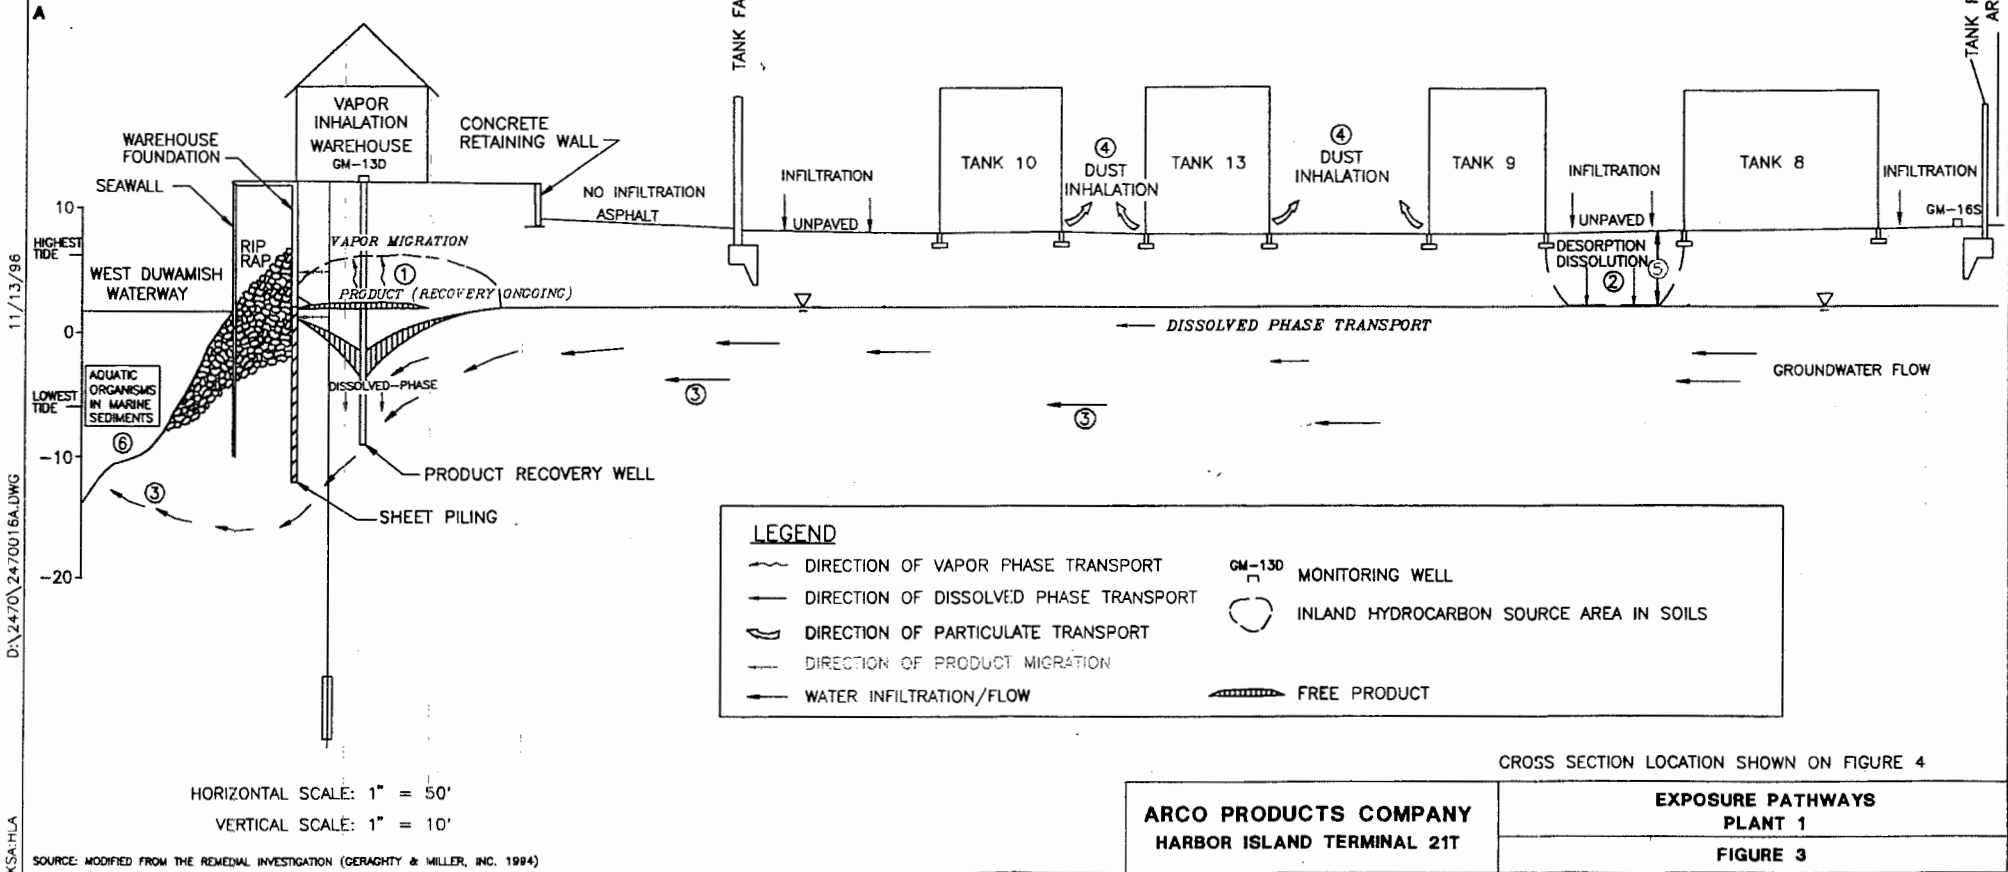 A
TANK FA
TANK F
AR
VAPOR
INHALATION
WAREHOUSE
GM-13D
CONCRETE
RETAINING WALL
WAREHOUSE
FOUNDATION
SEAWALL
NO INFILTRATION
ASPHALT
INFILTRATION
UNPAVED
TANK 10
④
DUST
INHALATION
TANK 13
④
DUST
INHALATION
TANK 9
INFILTRATION
UNPAVED
TANK 8
INFILTRATION
GM-16S
10
HIGHEST
TIDE
RIP
RAP
VAPOR MIGRATION
①
PRODUCT (RECOVERY ONGOING)
WEST DUWAMISH
WATERWAY
DESORPTION
DISSOLUTION
②
⑤
0
DISSOLVED PHASE TRANSPORT
GROUNDWATER FLOW
AQUATIC
ORGANISMS
IN MARINE
SEDIMENTS
LOWEST
TIDE
DISSOLVED-PHASE
③
③
⑥
-10
③
PRODUCT RECOVERY WELL
SHEET PILING
-20
LEGEND
DIRECTION OF VAPOR PHASE TRANSPORT
DIRECTION OF DISSOLVED PHASE TRANSPORT
DIRECTION OF PARTICULATE TRANSPORT
DIRECTION OF PRODUCT MIGRATION
WATER INFILTRATION/FLOW
GM-13D
MONITORING WELL
INLAND HYDROCARBON SOURCE AREA IN SOILS
FREE PRODUCT
HORIZONTAL SCALE: 1" = 50'
VERTICAL SCALE: 1" = 10'
SOURCE: MODIFIED FROM THE REMEDIAL INVESTIGATION (GERAGHTY & MILLER, INC. 1994)
CROSS SECTION LOCATION SHOWN ON FIGURE 4
ARCO PRODUCTS COMPANY
HARBOR ISLAND TERMINAL 21T
EXPOSURE PATHWAYS
PLANT 1
FIGURE 3
11/13/96
D:\2470\2470016A.DWG
KSA:HLA